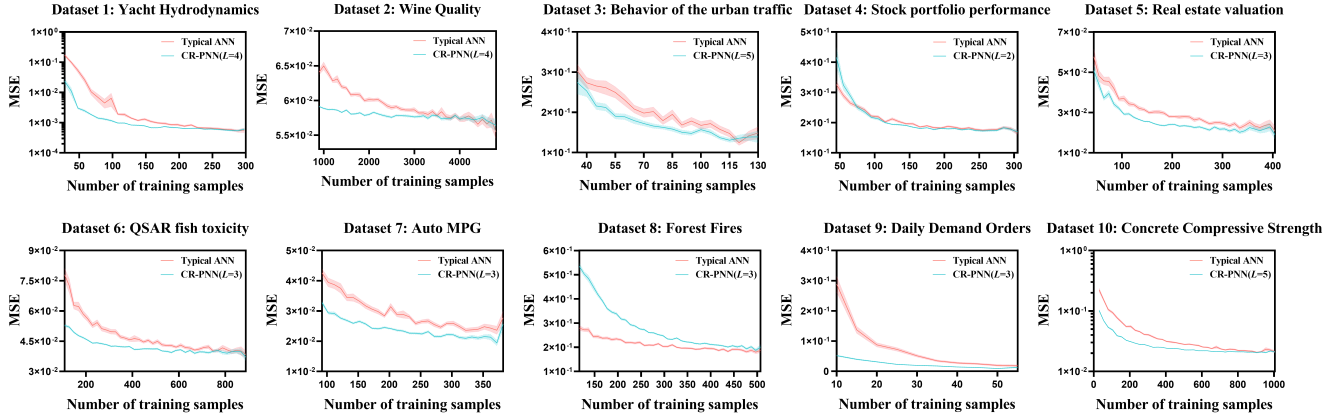 Dataset 1: Yacht Hydrodynamics
MSE
1×10⁰
1×10⁻¹
1×10⁻²
1×10⁻³
1×10⁻⁴
Typical ANN
CR-PNN(L=4)
50 100 150 200 250 300
Number of training samples
Dataset 2: Wine Quality
MSE
7×10⁻²
6.5×10⁻²
6×10⁻²
5.5×10⁻²
Typical ANN
CR-PNN(L=4)
1000 2000 3000 4000
Number of training samples
Dataset 3: Behavior of the urban traffic
MSE
4×10⁻¹
3×10⁻¹
2×10⁻¹
1×10⁻¹
Typical ANN
CR-PNN(L=5)
40 55 70 85 100 115 130
Number of training samples
Dataset 4: Stock portfolio performance
MSE
5×10⁻¹
4×10⁻¹
3×10⁻¹
2×10⁻¹
1×10⁻¹
Typical ANN
CR-PNN(L=2)
50 100 150 200 250 300
Number of training samples
Dataset 5: Real estate valuation
MSE
7×10⁻²
5×10⁻²
3×10⁻²
1×10⁻²
Typical ANN
CR-PNN(L=3)
100 200 300 400
Number of training samples
Dataset 6: QSAR fish toxicity
MSE
9×10⁻²
7×10⁻²
5×10⁻²
3×10⁻²
Typical ANN
CR-PNN(L=3)
200 400 600 800
Number of training samples
Dataset 7: Auto MPG
MSE
5×10⁻²
4×10⁻²
3×10⁻²
2×10⁻²
1×10⁻²
Typical ANN
CR-PNN(L=3)
100 150 200 250 300 350
Number of training samples
Dataset 8: Forest Fires
MSE
6×10⁻¹
5×10⁻¹
4×10⁻¹
3×10⁻¹
2×10⁻¹
1×10⁻¹
Typical ANN
CR-PNN(L=3)
100 150 200 250 300 350 400 450 500
Number of training samples
Dataset 9: Daily Demand Orders
MSE
4×10⁻¹
3×10⁻¹
2×10⁻¹
1×10⁻¹
0
Typical ANN
CR-PNN(L=3)
10 20 30 40 50
Number of training samples
Dataset 10: Concrete Compressive Strength
MSE
1×10⁰
1×10⁻¹
1×10⁻²
Typical ANN
CR-PNN(L=5)
0 200 400 600 800 1000
Number of training samples